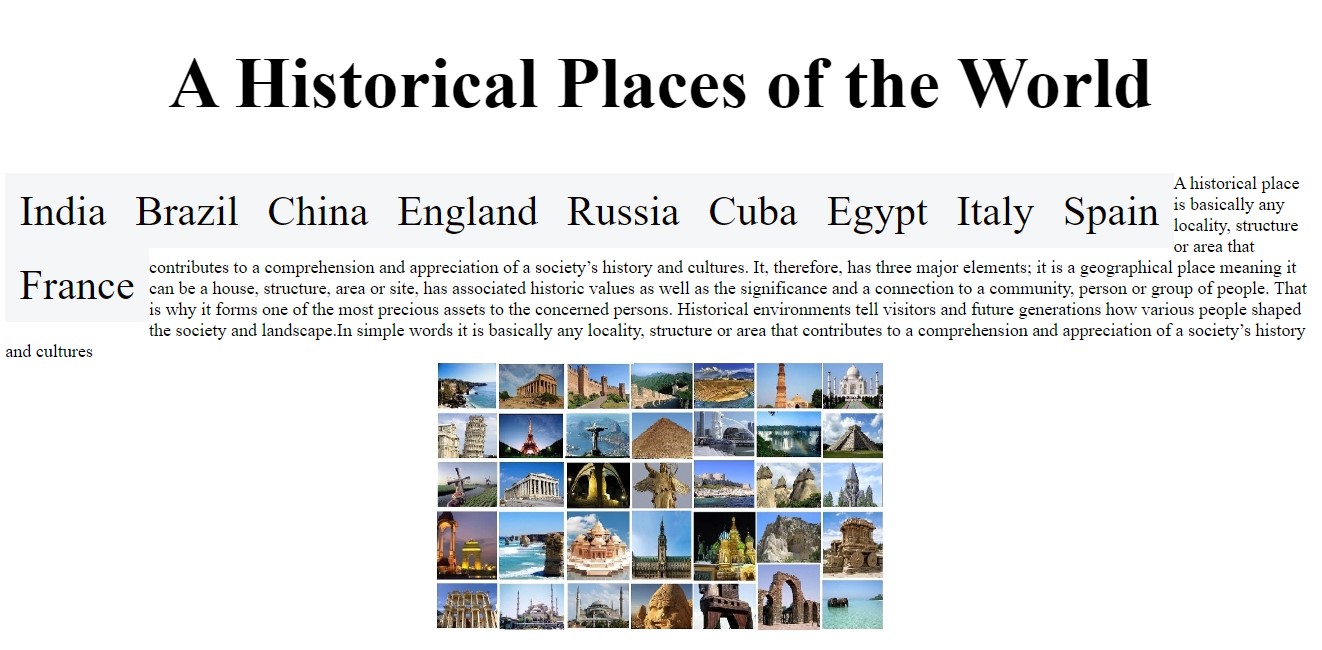 A Historical Places of the World
India Brazil China England Russia Cuba Egypt Italy Spain
France
A historical place
is basically any
locality, structure
or area that
contributes to a comprehension and appreciation of a society’s history and cultures. It, therefore, has three major elements; it is a geographical place meaning it
can be a house, structure, area or site, has associated historic values as well as the significance and a connection to a community, person or group of people. That
is why it forms one of the most precious assets to the concerned persons. Historical environments tell visitors and future generations how various people shaped
the society and landscape.In simple words it is basically any locality, structure or area that contributes to a comprehension and appreciation of a society’s history
and cultures